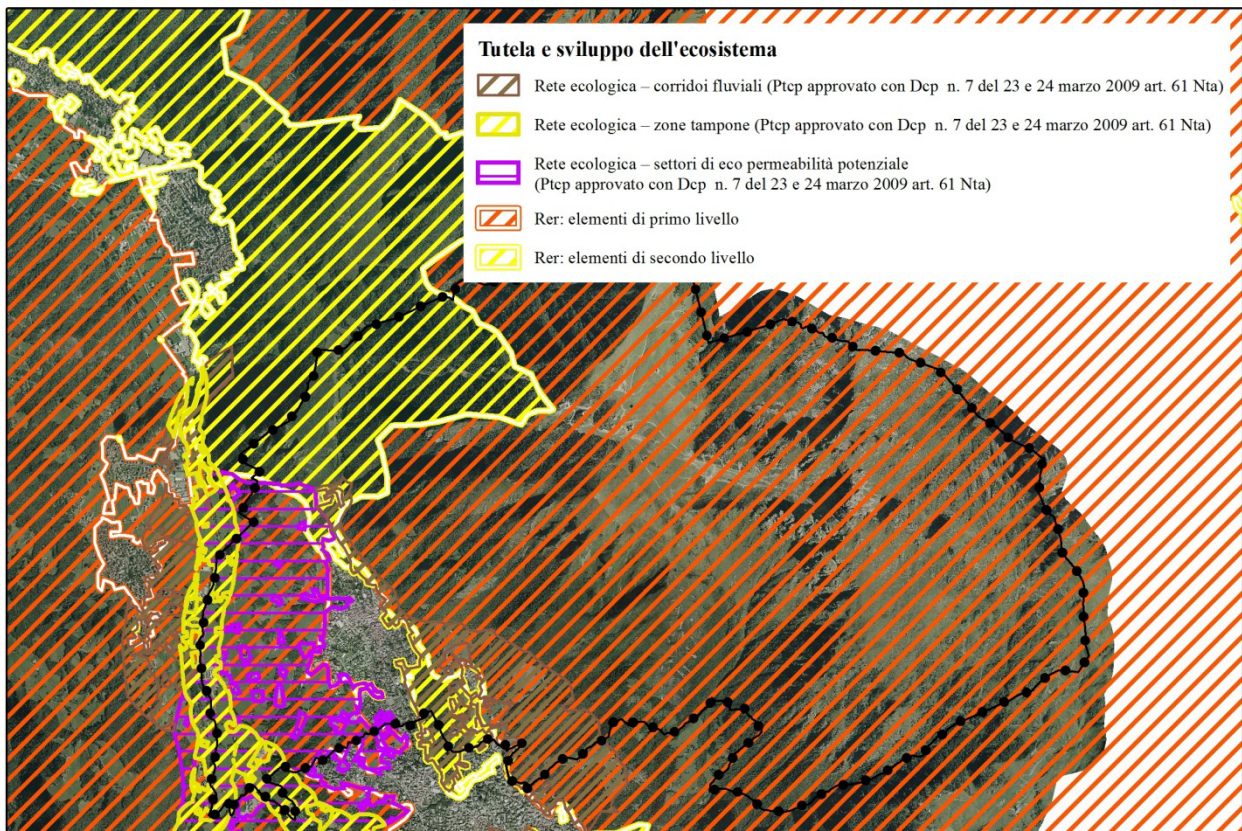 Tutela e sviluppo dell'ecosistema
Rete ecologica – corridoi fluviali (Ptcp approvato con Dcp n. 7 del 23 e 24 marzo 2009 art. 61 Nta)
Rete ecologica – zone tampone (Ptcp approvato con Dcp n. 7 del 23 e 24 marzo 2009 art. 61 Nta)
Rete ecologica – settori di eco permeabilità potenziale
(Ptcp approvato con Dcp n. 7 del 23 e 24 marzo 2009 art. 61 Nta)
Rer: elementi di primo livello
Rer: elementi di secondo livello